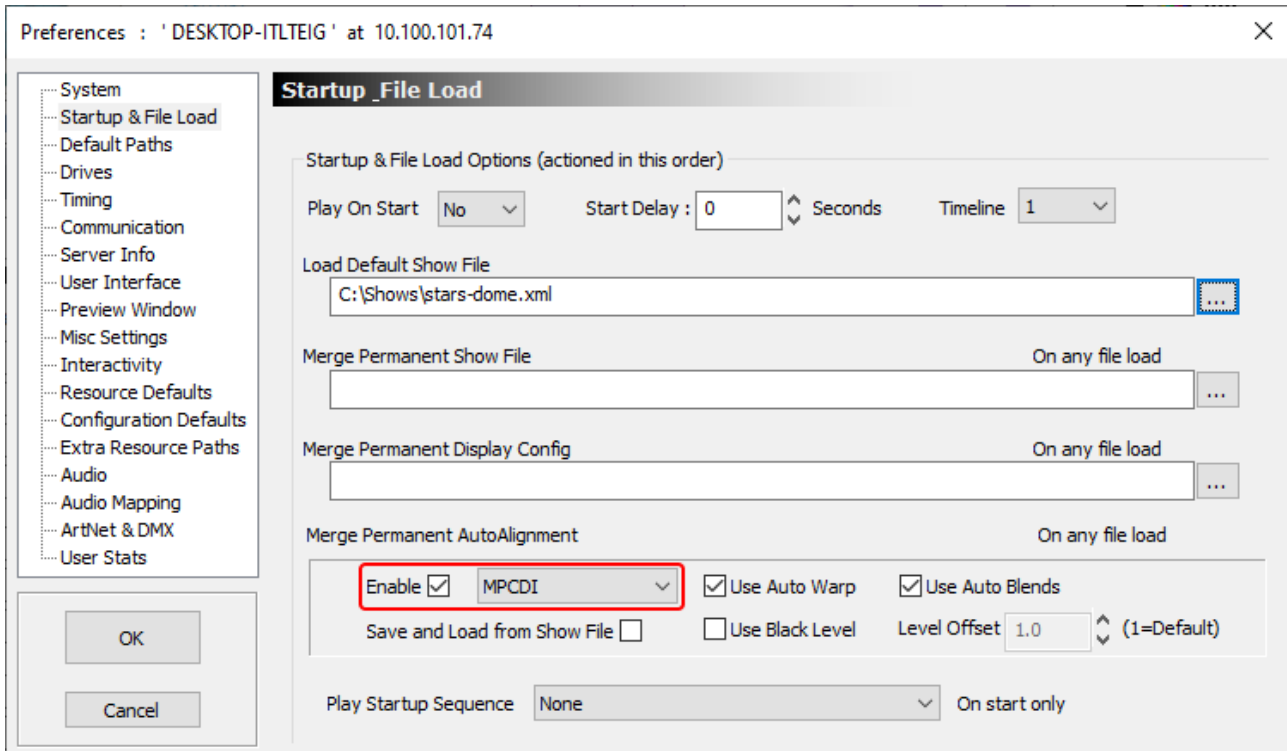 Preferences : ' DESKTOP-ITLTEIG ' at 10.100.101.74
System
Startup & File Load
Default Paths
Drives
Timing
Communication
Server Info
User Interface
Preview Window
Misc Settings
Interactivity
Resource Defaults
Configuration Defaults
Extra Resource Paths
Audio
Audio Mapping
ArtNet & DMX
User Stats
OK
Cancel
Startup _File Load
Startup & File Load Options (actioned in this order)
Play On Start No Start Delay : 0 Seconds Timeline 1
Load Default Show File
C:\Shows\stars-dome.xml ...
Merge Permanent Show File On any file load
...
Merge Permanent Display Config On any file load
...
Merge Permanent AutoAlignment On any file load
Enable MPCDI Use Auto Warp Use Auto Blends
Save and Load from Show File Use Black Level Level Offset 1.0 (1=Default)
Play Startup Sequence None On start only